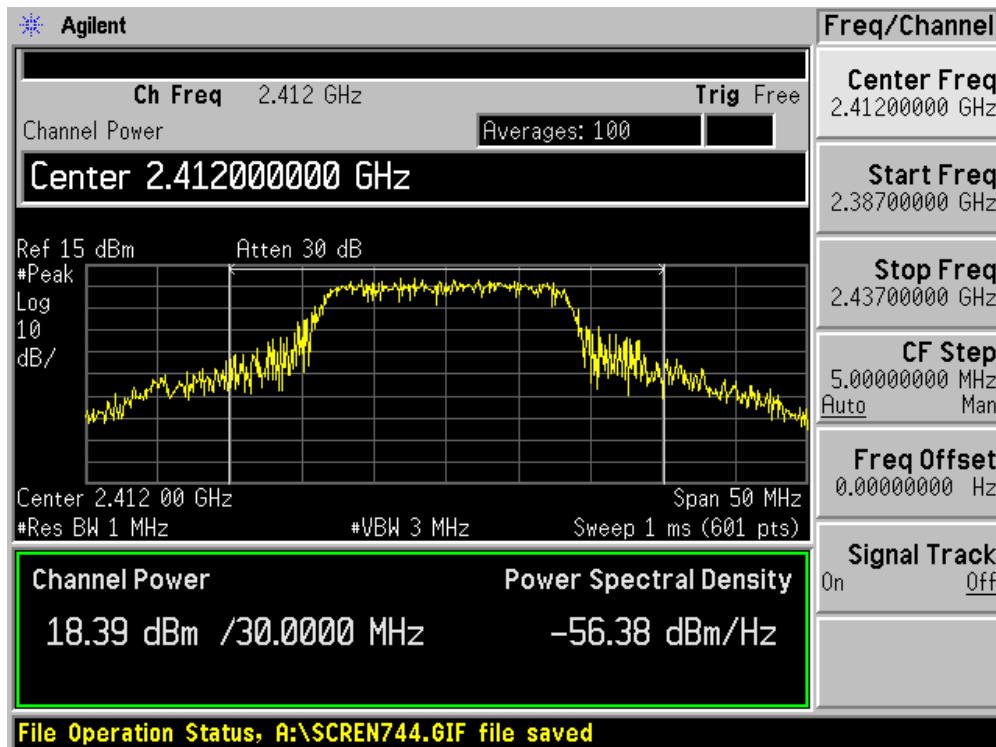 Agilent
Freq/Channel
Ch Freq 2.412 GHz Trig Free
Channel Power Averages: 100
Center 2.412000000 GHz
Ref 15 dBm Atten 30 dB
#Peak
Log
10
dB/
Center 2.412 00 GHz Span 50 MHz
#Res BW 1 MHz #VBW 3 MHz Sweep 1 ms (601 pts)
Channel Power Power Spectral Density
18.39 dBm /30.0000 MHz -56.38 dBm/Hz
File Operation Status, A:\SCREN744.GIF file saved
Center Freq
2.41200000 GHz
Start Freq
2.38700000 GHz
Stop Freq
2.43700000 GHz
CF Step
5.00000000 MHz
Auto Man
Freq Offset
0.00000000 Hz
Signal Track
On Off